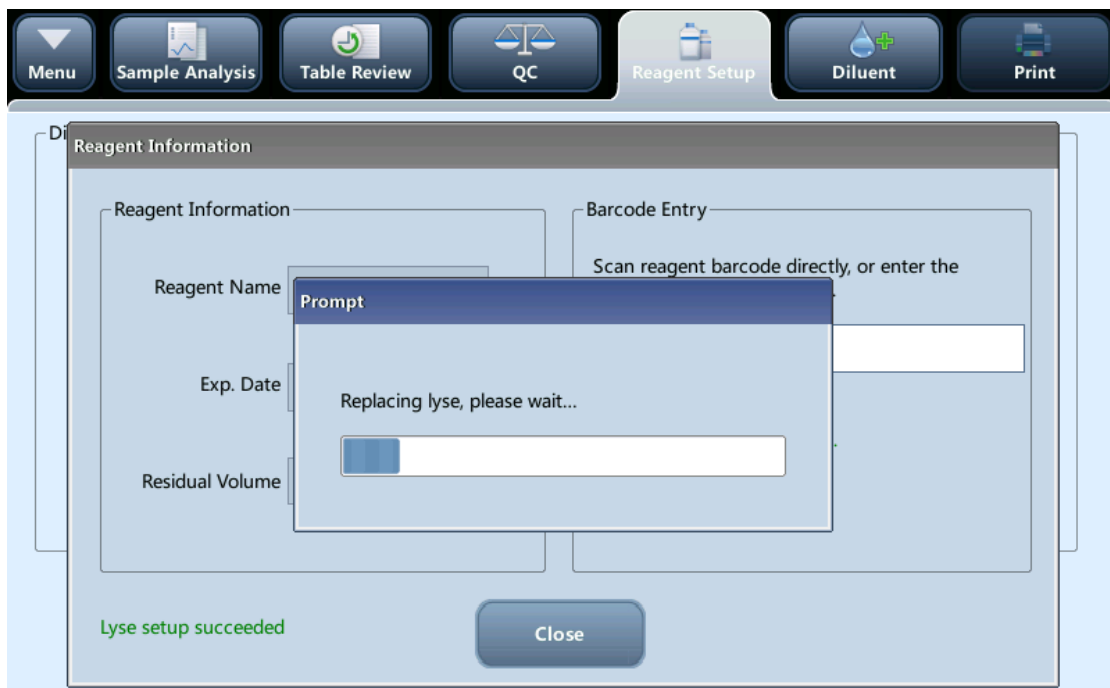 Menu
Sample Analysis
Table Review
QC
Reagent Setup
Diluent
Print
Di
Reagent Information
Reagent Information
Barcode Entry
Scan reagent barcode directly, or enter the
Reagent Name
Prompt
Exp. Date
Replacing lyse, please wait...
Residual Volume
Lyse setup succeeded
Close